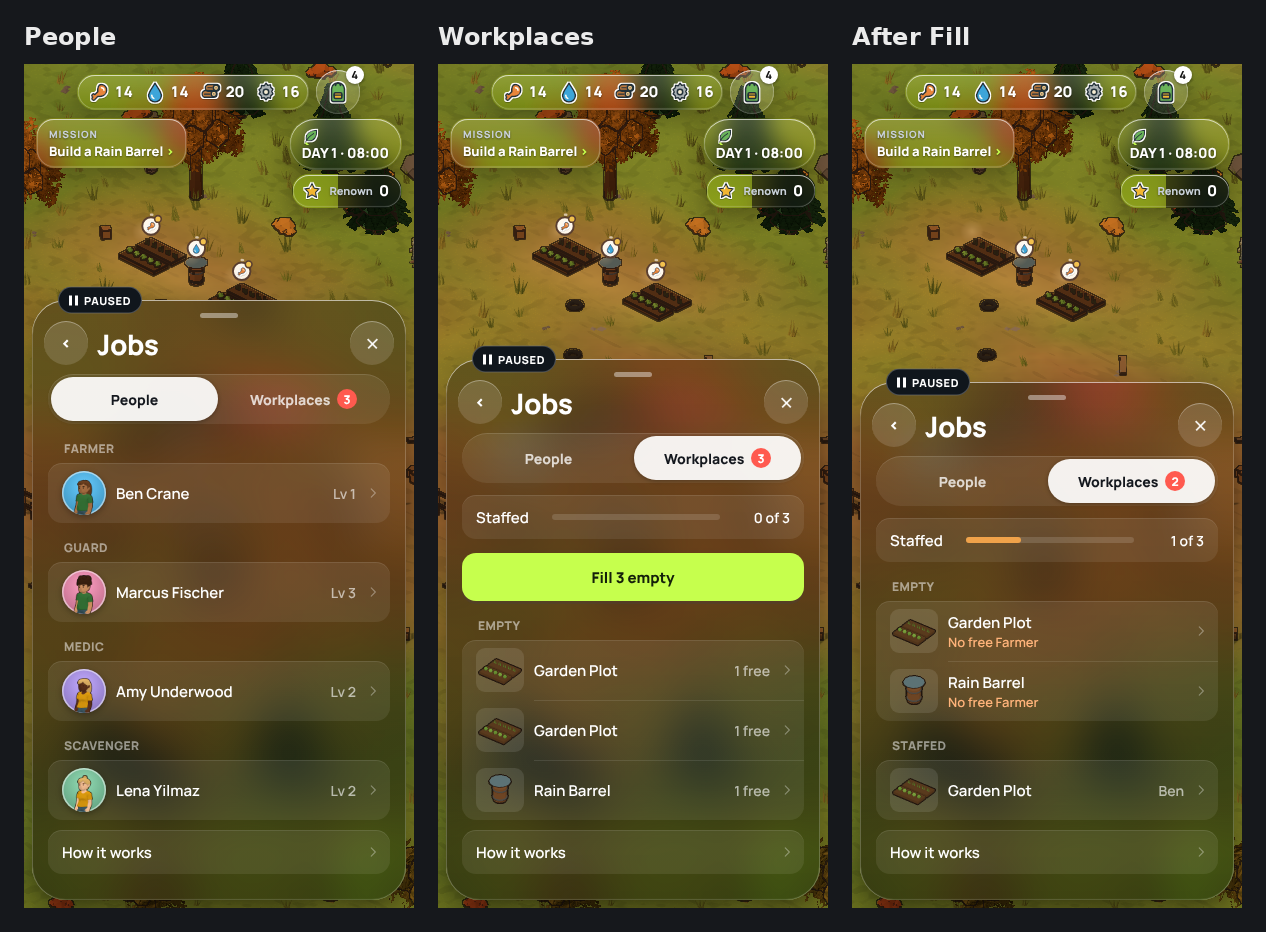 People
14 14 20 16 4
MISSION
Build a Rain Barrel ›
DAY 1 · 08:00
Renown 0
PAUSED
Jobs
People Workplaces 3
FARMER
Ben Crane Lv 1
GUARD
Marcus Fischer Lv 3
MEDIC
Amy Underwood Lv 2
SCAVENGER
Lena Yilmaz Lv 2
How it works
Workplaces
14 14 20 16 4
MISSION
Build a Rain Barrel ›
DAY 1 · 08:00
Renown 0
PAUSED
Jobs
People Workplaces 3
Staffed 0 of 3
Fill 3 empty
EMPTY
Garden Plot 1 free
Garden Plot 1 free
Rain Barrel 1 free
How it works
After Fill
14 14 20 16 4
MISSION
Build a Rain Barrel ›
DAY 1 · 08:00
Renown 0
PAUSED
Jobs
People Workplaces 2
Staffed 1 of 3
EMPTY
Garden Plot
No free Farmer
Rain Barrel
No free Farmer
STAFFED
Garden Plot Ben
How it works